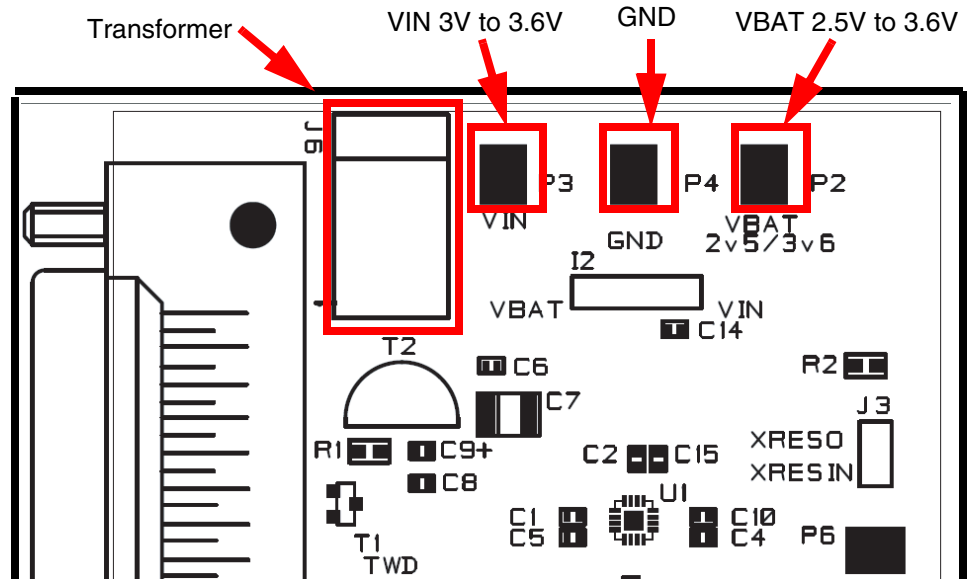 Transformer
VIN 3V to 3.6V
GND
VBAT 2.5V to 3.6V
J6
P3
VIN
P4
GND
P2
VBAT
2v5/3v6
I2
VBAT
VIN
1
C14
T2
C6
R2
C7
J3
R1
C9+
C8
C2
C15
XRESO
XRESIN
U1
C1
C5
C10
C4
P6
T1
TWD